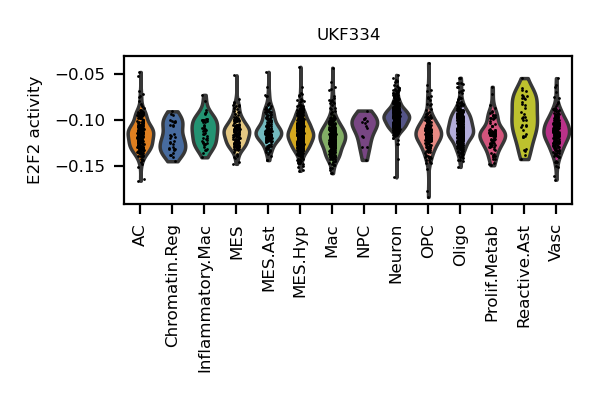 UKF334
E2F2 activity
−0.05
−0.10
−0.15
AC
Chromatin.Reg
Inflammatory.Mac
MES
MES.Ast
MES.Hyp
Mac
NPC
Neuron
OPC
Oligo
Prolif.Metab
Reactive.Ast
Vasc